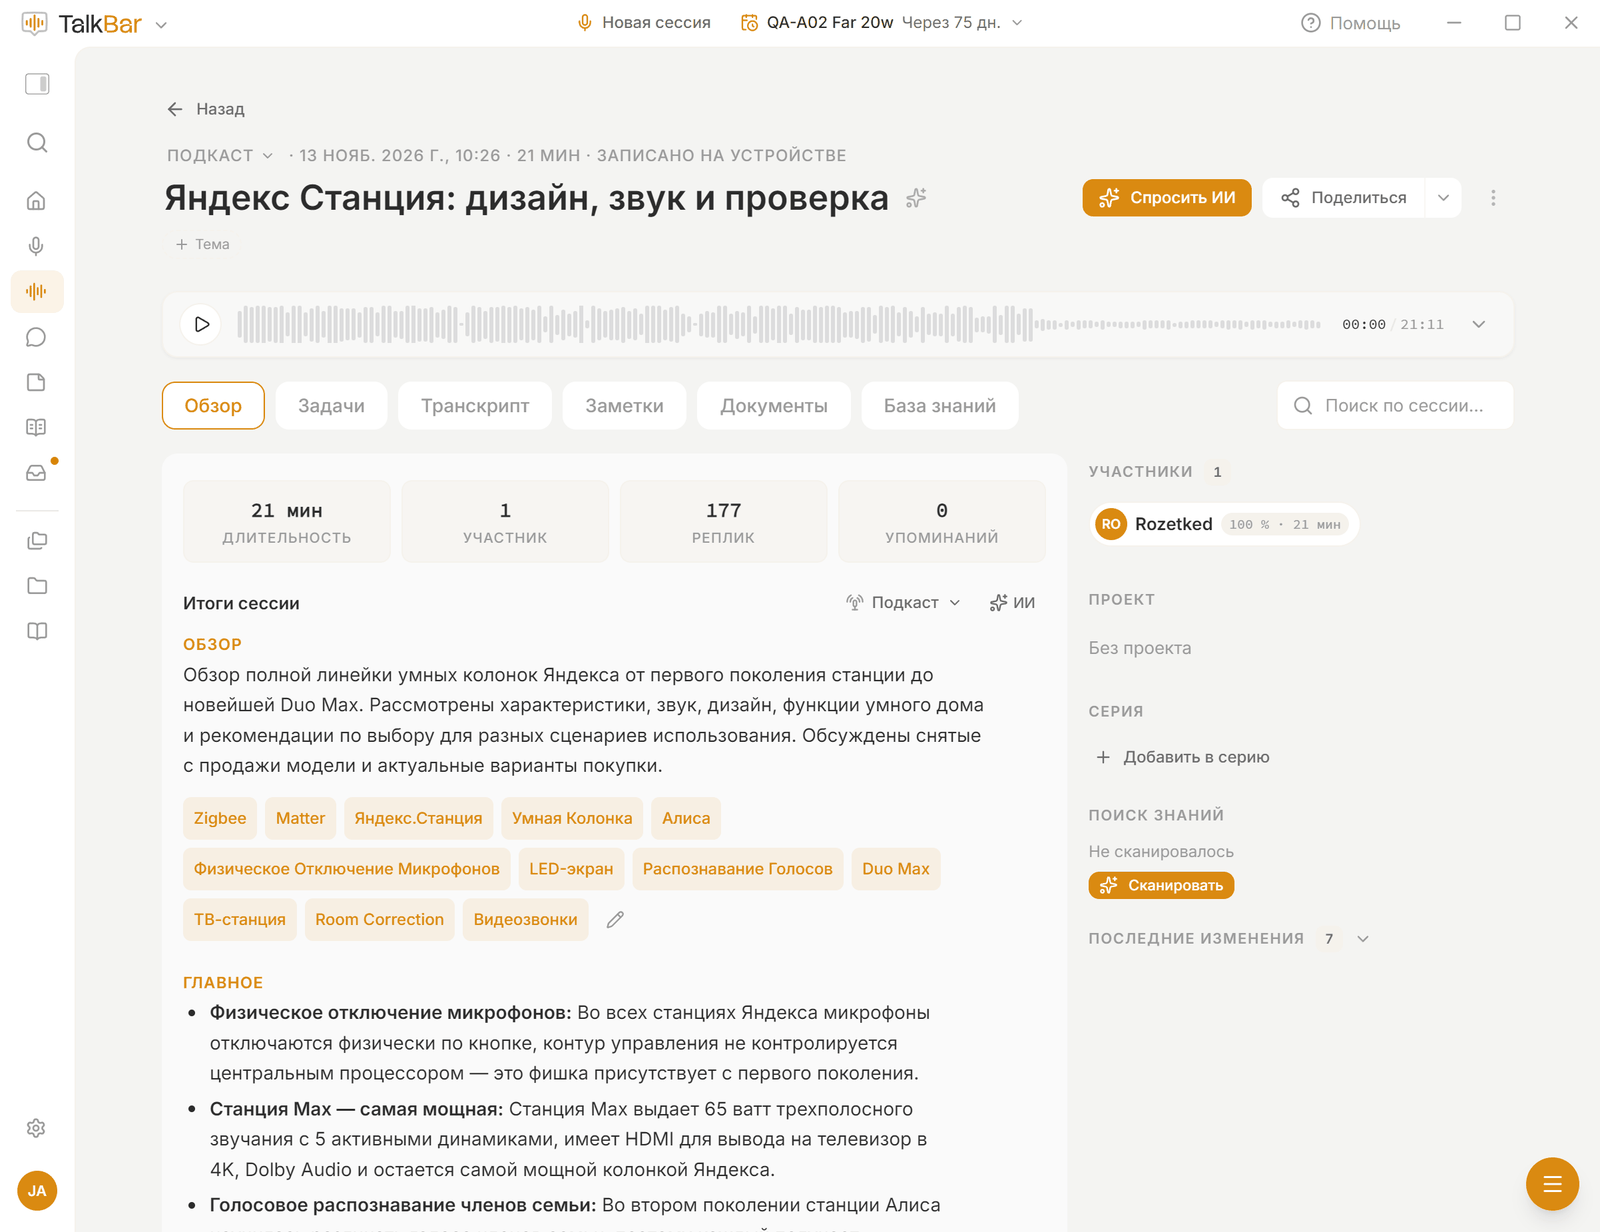 TalkBar
Новая сессия
QA-A02 Far 20w Через 75 дн.
Помощь
Назад
ПОДКАСТ · 13 НОЯБ. 2026 Г., 10:26 · 21 МИН · ЗАПИСАНО НА УСТРОЙСТВЕ
Яндекс Станция: дизайн, звук и проверка
Спросить ИИ
Поделиться
+ Тема
00:00 / 21:11
Обзор
Задачи
Транскрипт
Заметки
Документы
База знаний
Поиск по сессии...
21 мин
ДЛИТЕЛЬНОСТЬ
1
УЧАСТНИК
177
РЕПЛИК
0
УПОМИНАНИЙ
Итоги сессии
Подкаст
ИИ
ОБЗОР
Обзор полной линейки умных колонок Яндекса от первого поколения станции до
новейшей Duo Max. Рассмотрены характеристики, звук, дизайн, функции умного дома
и рекомендации по выбору для разных сценариев использования. Обсуждены снятые
с продажи модели и актуальные варианты покупки.
Zigbee
Matter
Яндекс.Станция
Умная Колонка
Алиса
Физическое Отключение Микрофонов
LED-экран
Распознавание Голосов
Duo Max
ТВ-станция
Room Correction
Видеозвонки
ГЛАВНОЕ
• Физическое отключение микрофонов: Во всех станциях Яндекса микрофоны
отключаются физически по кнопке, контур управления не контролируется
центральным процессором — это фишка присутствует с первого поколения.
• Станция Max — самая мощная: Станция Max выдает 65 ватт трехполосного
звучания с 5 активными динамиками, имеет HDMI для вывода на телевизор в
4K, Dolby Audio и остается самой мощной колонкой Яндекса.
• Голосовое распознавание членов семьи: Во втором поколении станции Алиса
УЧАСТНИКИ 1
RO Rozetked 100 % · 21 мин
ПРОЕКТ
Без проекта
СЕРИЯ
+ Добавить в серию
ПОИСК ЗНАНИЙ
Не сканировалось
Сканировать
ПОСЛЕДНИЕ ИЗМЕНЕНИЯ 7
JA